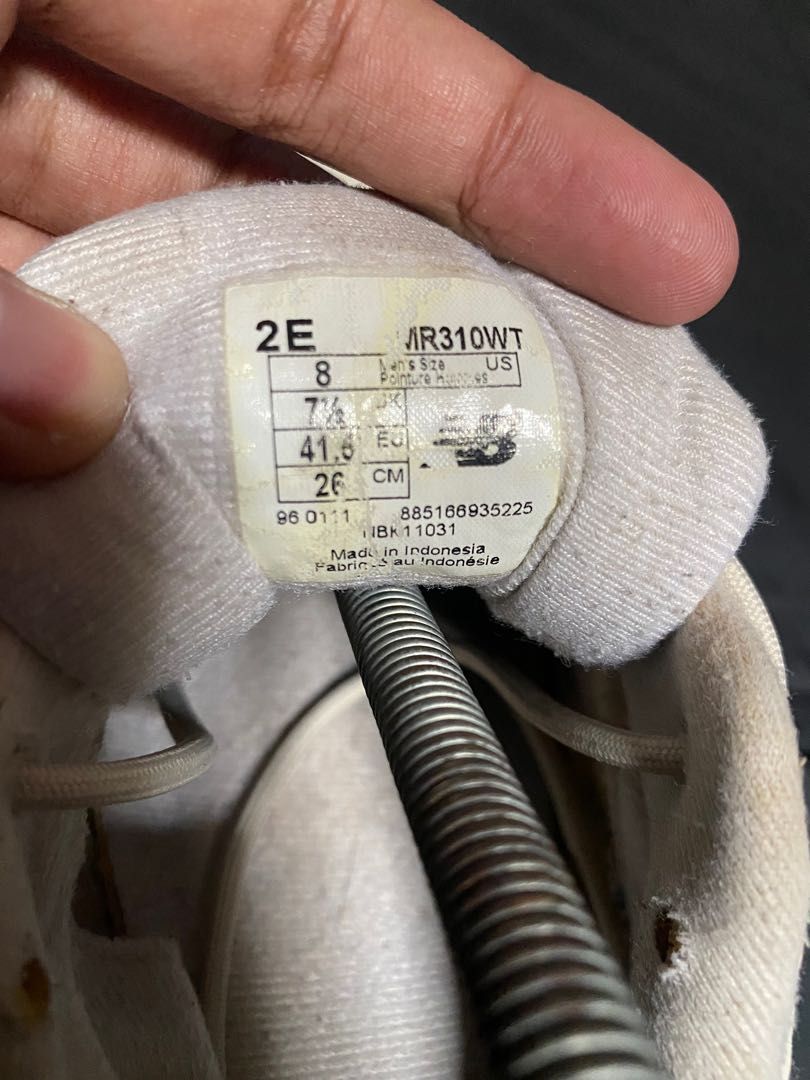 2E MR310WT
8 Men's Size US
Pointure Hommes
7½ UK
41,5 EU
26 CM
96 0111 885166935225
NBK11031
Made in Indonesia
Fabriqué au Indonésie